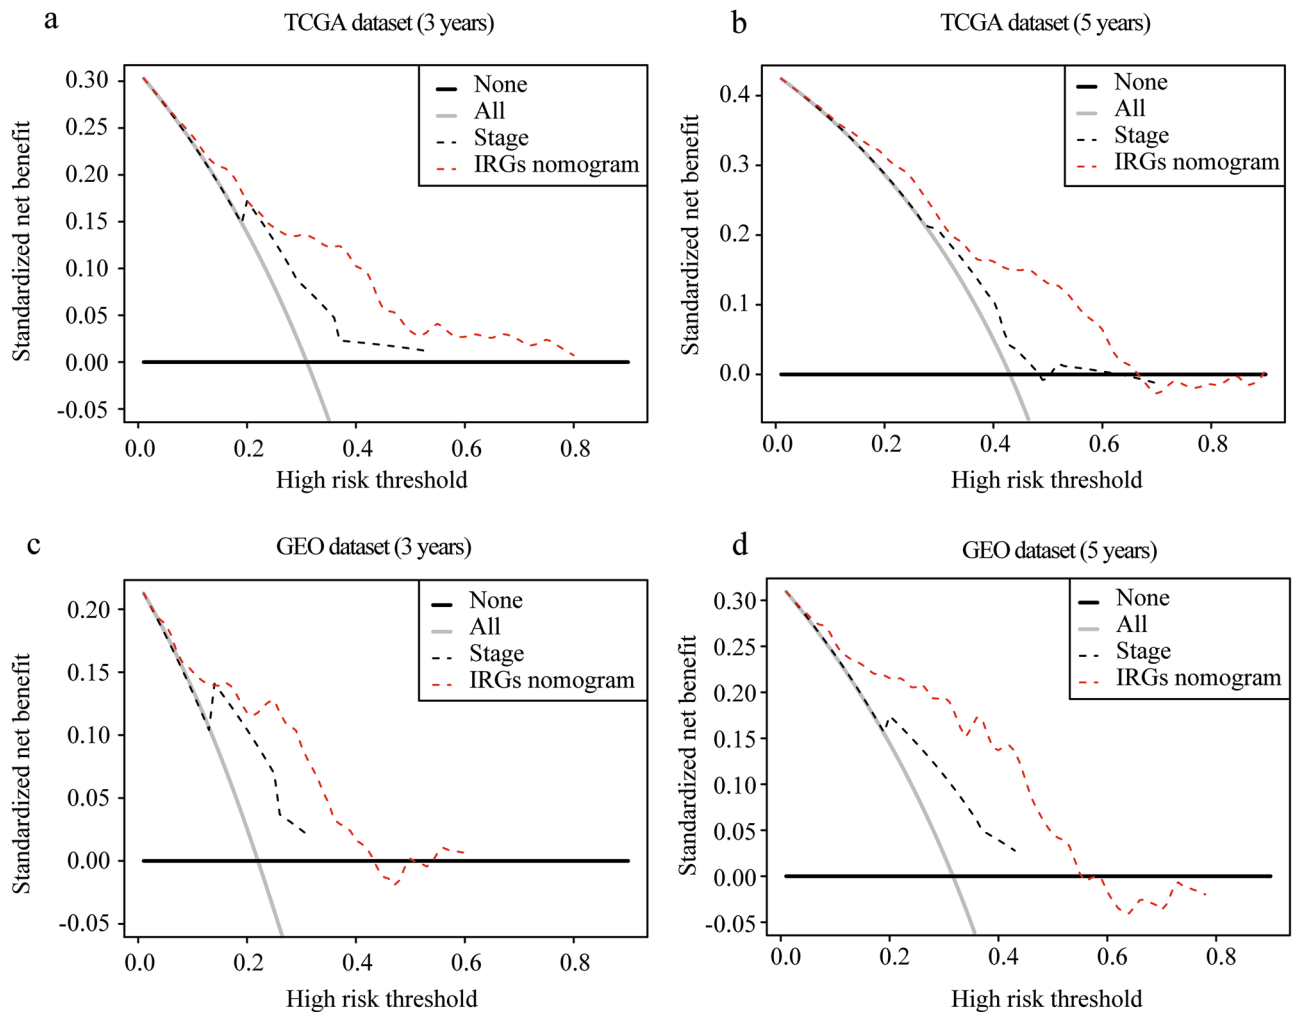 a
TCGA dataset (3 years)
Standardized net benefit
0.30
0.25
0.20
0.15
0.10
0.05
0.00
-0.05
None
All
Stage
IRGs nomogram
0.0 0.2 0.4 0.6 0.8
High risk threshold
b
TCGA dataset (5 years)
Standardized net benefit
0.4
0.3
0.2
0.1
0.0
None
All
Stage
IRGs nomogram
0.0 0.2 0.4 0.6 0.8
High risk threshold
c
GEO dataset (3 years)
Standardized net benefit
0.20
0.15
0.10
0.05
0.00
-0.05
None
All
Stage
IRGs nomogram
0.0 0.2 0.4 0.6 0.8
High risk threshold
d
GEO dataset (5 years)
Standardized net benefit
0.30
0.25
0.20
0.15
0.10
0.05
0.00
-0.05
None
All
Stage
IRGs nomogram
0.0 0.2 0.4 0.6 0.8
High risk threshold